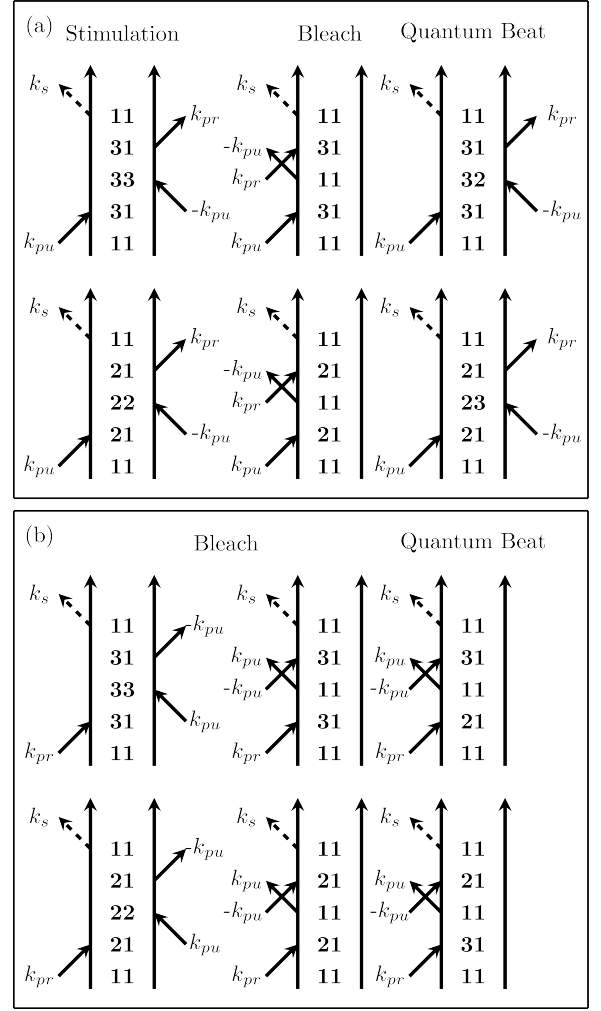 (a) Stimulation Bleach Quantum Beat
k_s k_s k_s
11 11 11
k_pr -k_pu k_pr
31 31 31
k_pr
33 11 32
-k_pu -k_pu
31 31 31
k_pu k_pu k_pu
11 11 11
k_s k_s k_s
11 11 11
k_pr -k_pu k_pr
21 21 21
k_pr
22 11 23
-k_pu -k_pu
21 21 21
k_pu k_pu k_pu
11 11 11
(b) Bleach Quantum Beat
k_s k_s k_s
11 11 11
-k_pu k_pu k_pu
31 31 31
-k_pu -k_pu
33 11 11
k_pu
31 31 21
k_pr k_pr k_pr
11 11 11
k_s k_s k_s
11 11 11
-k_pu k_pu k_pu
21 21 21
-k_pu -k_pu
22 11 11
k_pu
21 21 31
k_pr k_pr k_pr
11 11 11